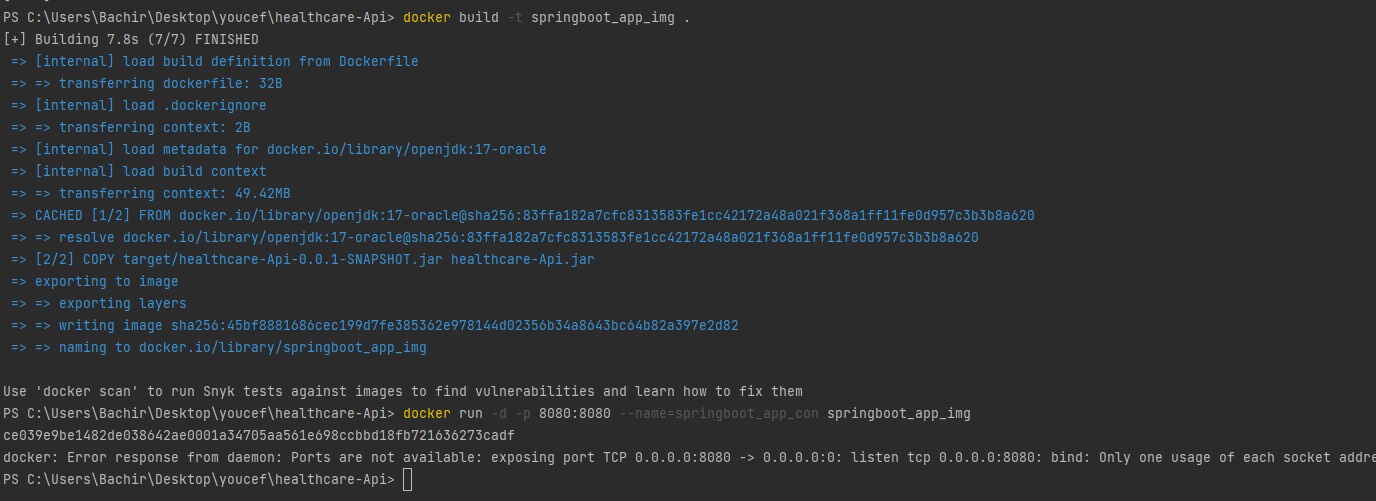 PS C:\Users\Bachir\Desktop\youcef\healthcare-Api> docker build -t springboot_app_img .
[+] Building 7.8s (7/7) FINISHED
=> [internal] load build definition from Dockerfile
=> => transferring dockerfile: 32B
=> [internal] load .dockerignore
=> => transferring context: 2B
=> [internal] load metadata for docker.io/library/openjdk:17-oracle
=> [internal] load build context
=> => transferring context: 49.42MB
=> CACHED [1/2] FROM docker.io/library/openjdk:17-oracle@sha256:83ffa182a7cfc8313583fe1cc42172a48a021f368a1ff11fe0d957c3b3b8a620
=> => resolve docker.io/library/openjdk:17-oracle@sha256:83ffa182a7cfc8313583fe1cc42172a48a021f368a1ff11fe0d957c3b3b8a620
=> [2/2] COPY target/healthcare-Api-0.0.1-SNAPSHOT.jar healthcare-Api.jar
=> exporting to image
=> => exporting layers
=> => writing image sha256:45bf8881686cec199d7fe385362e978144d02356b34a8643bc64b82a397e2d82
=> => naming to docker.io/library/springboot_app_img
Use 'docker scan' to run Snyk tests against images to find vulnerabilities and learn how to fix them
PS C:\Users\Bachir\Desktop\youcef\healthcare-Api> docker run -d -p 8080:8080 --name=springboot_app_con springboot_app_img
ce039e9be1482de038642ae0001a34705aa561e698ccbbd18fb721636273cadf
docker: Error response from daemon: Ports are not available: exposing port TCP 0.0.0.0:8080 -> 0.0.0.0:0: listen tcp 0.0.0.0:8080: bind: Only one usage of each socket addre
PS C:\Users\Bachir\Desktop\youcef\healthcare-Api>